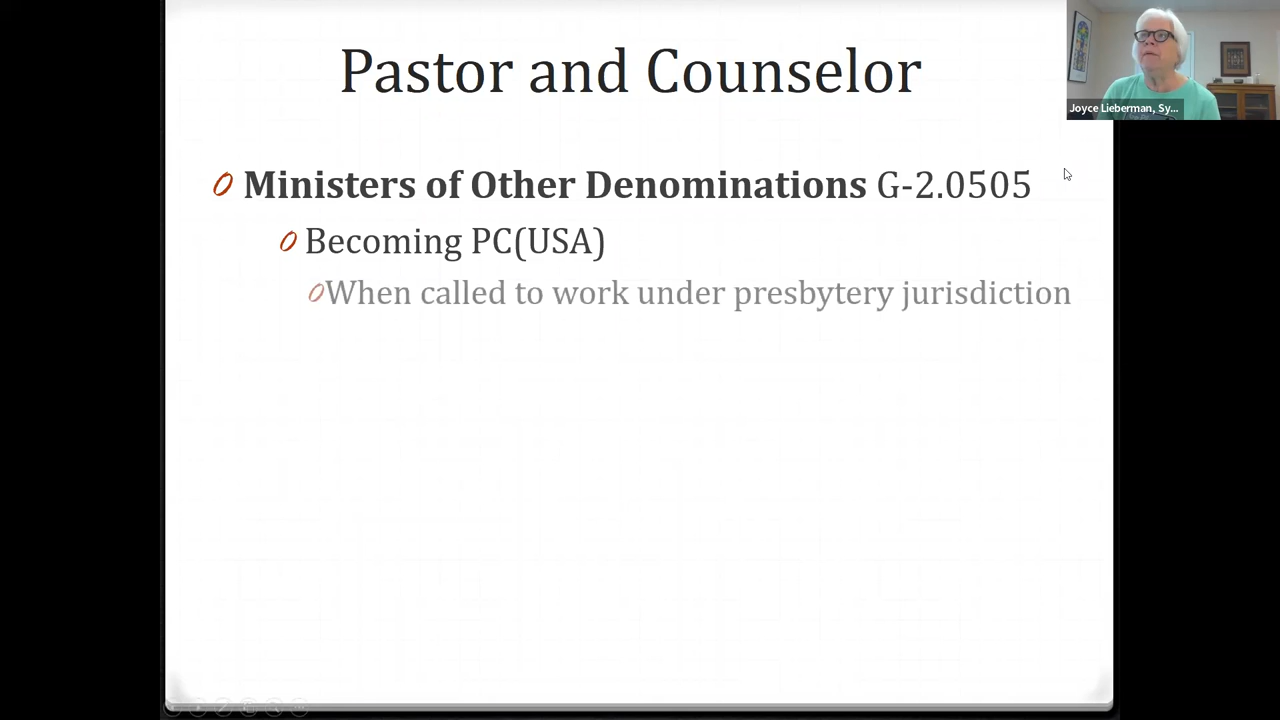 Pastor and Counselor
Joyce Lieberman, Sy...
Ministers of Other Denominations G-2.0505
Becoming PC(USA)
When called to work under presbytery jurisdiction